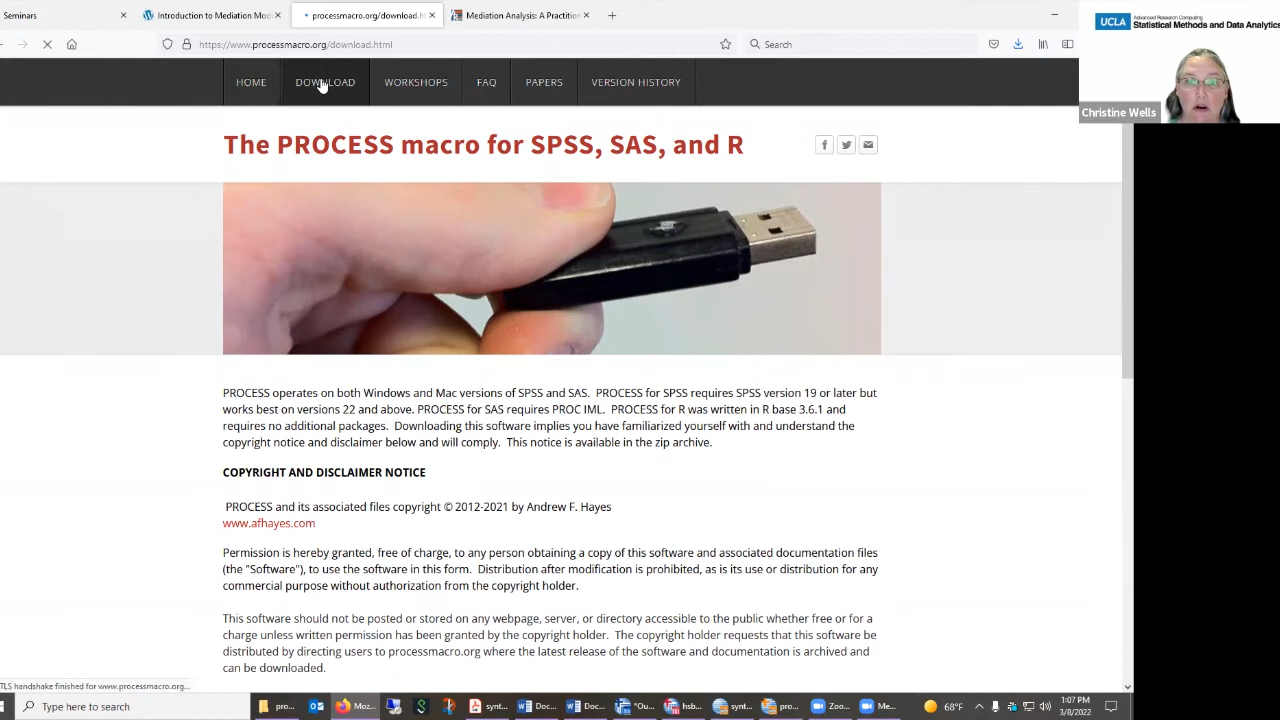 Seminars
Introduction to Mediation Mod
processmacro.org/download.h
Mediation Analysis: A Practition
UCLA
Advanced Research Computing
Statistical Methods and Data Analytics
https://www.processmacro.org/download.html
Search
HOME
DOWNLOAD
WORKSHOPS
FAQ
PAPERS
VERSION HISTORY
Christine Wells
The PROCESS macro for SPSS, SAS, and R
PROCESS operates on both Windows and Mac versions of SPSS and SAS. PROCESS for SPSS requires SPSS version 19 or later but
works best on versions 22 and above. PROCESS for SAS requires PROC IML. PROCESS for R was written in R base 3.6.1 and
requires no additional packages. Downloading this software implies you have familiarized yourself with and understand the
copyright notice and disclaimer below and will comply. This notice is available in the zip archive.
COPYRIGHT AND DISCLAIMER NOTICE
PROCESS and its associated files copyright © 2012-2021 by Andrew F. Hayes
www.afhayes.com
Permission is hereby granted, free of charge, to any person obtaining a copy of this software and associated documentation files
(the "Software"), to use the software in this form. Distribution after modification is prohibited, as is its use or distribution for any
commercial purpose without authorization from the copyright holder.
This software should not be posted or stored on any webpage, server, or directory accessible to the public whether free or for a
charge unless written permission has been granted by the copyright holder. The copyright holder requests that this software be
distributed by directing users to processmacro.org where the latest release of the software and documentation is archived and
can be downloaded.
TLS handshake finished for www.processmacro.org...
Type here to search
pro...
Moz...
synt...
Doc...
Doc...
*Ou...
hsb...
synt...
pro...
Zoo...
Me...
68°F
1:07 PM
3/8/2022